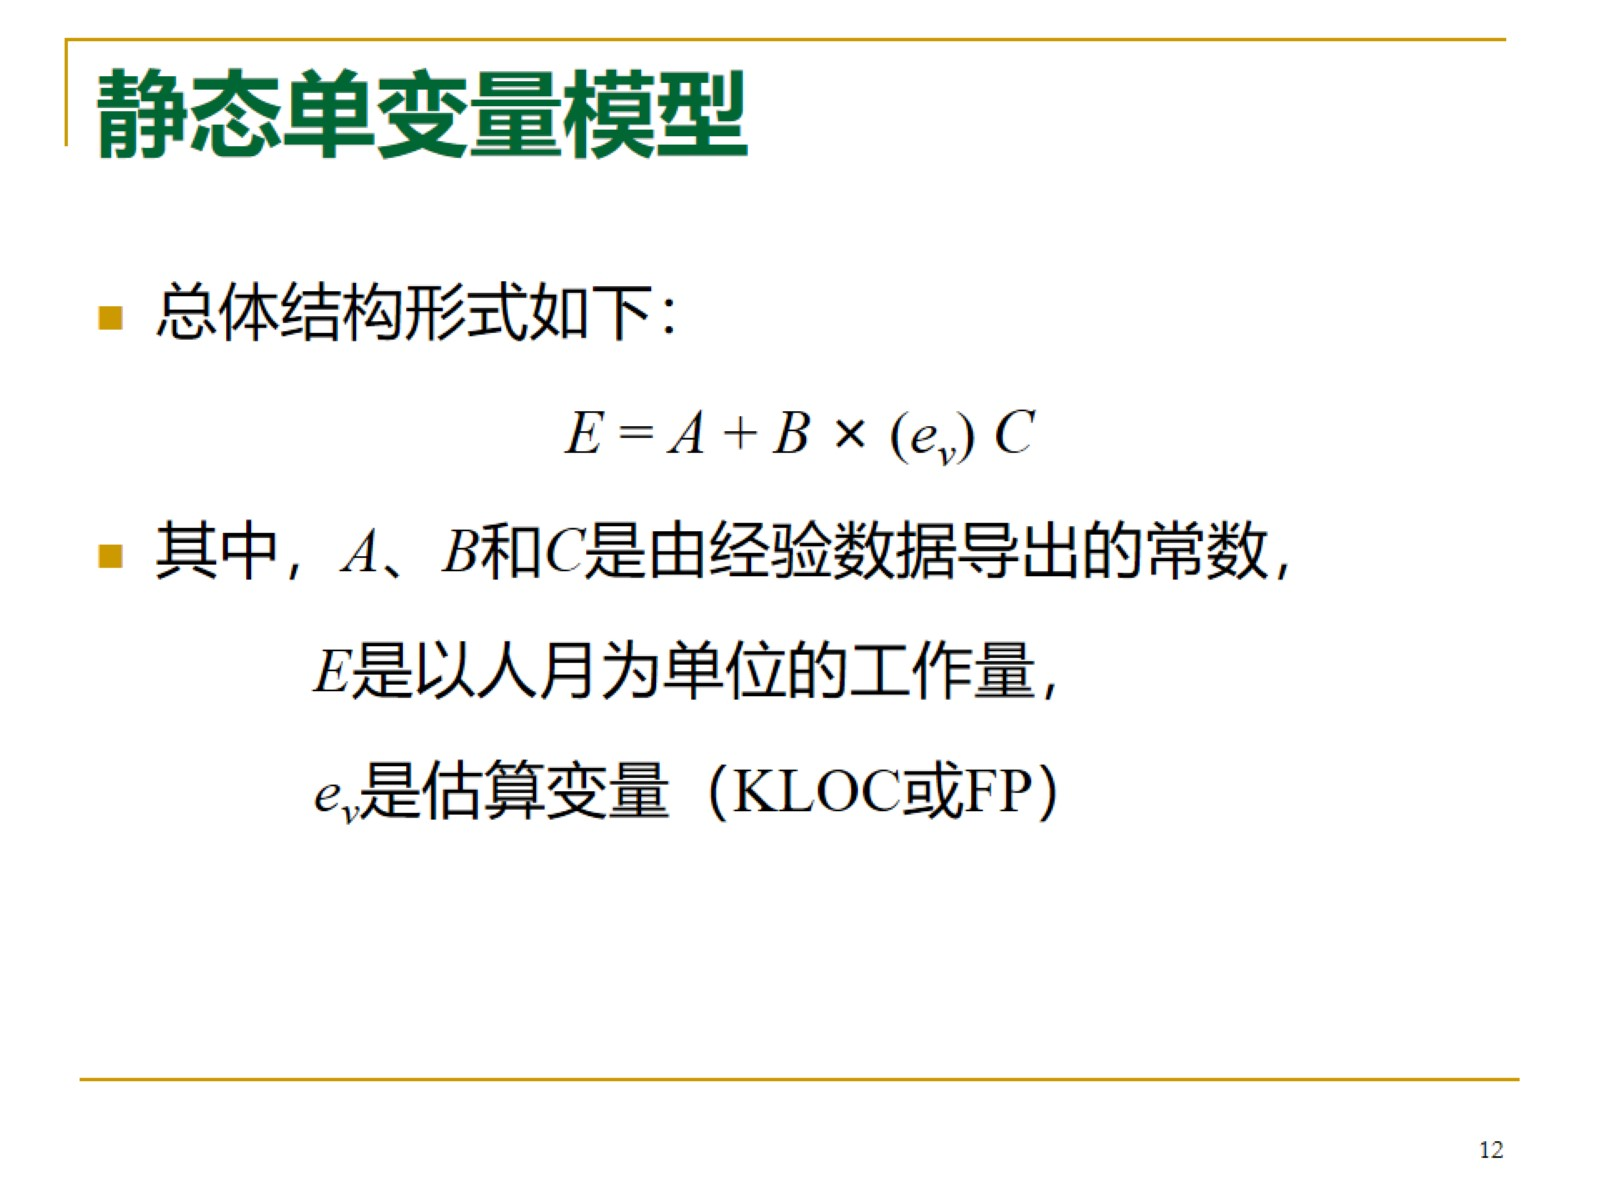 静态单变量模型
总体结构形式如下：
E = A + B × (ev) C
其中，A、B和C是由经验数据导出的常数，
E是以人月为单位的工作量，
ev是估算变量（KLOC或FP）
12